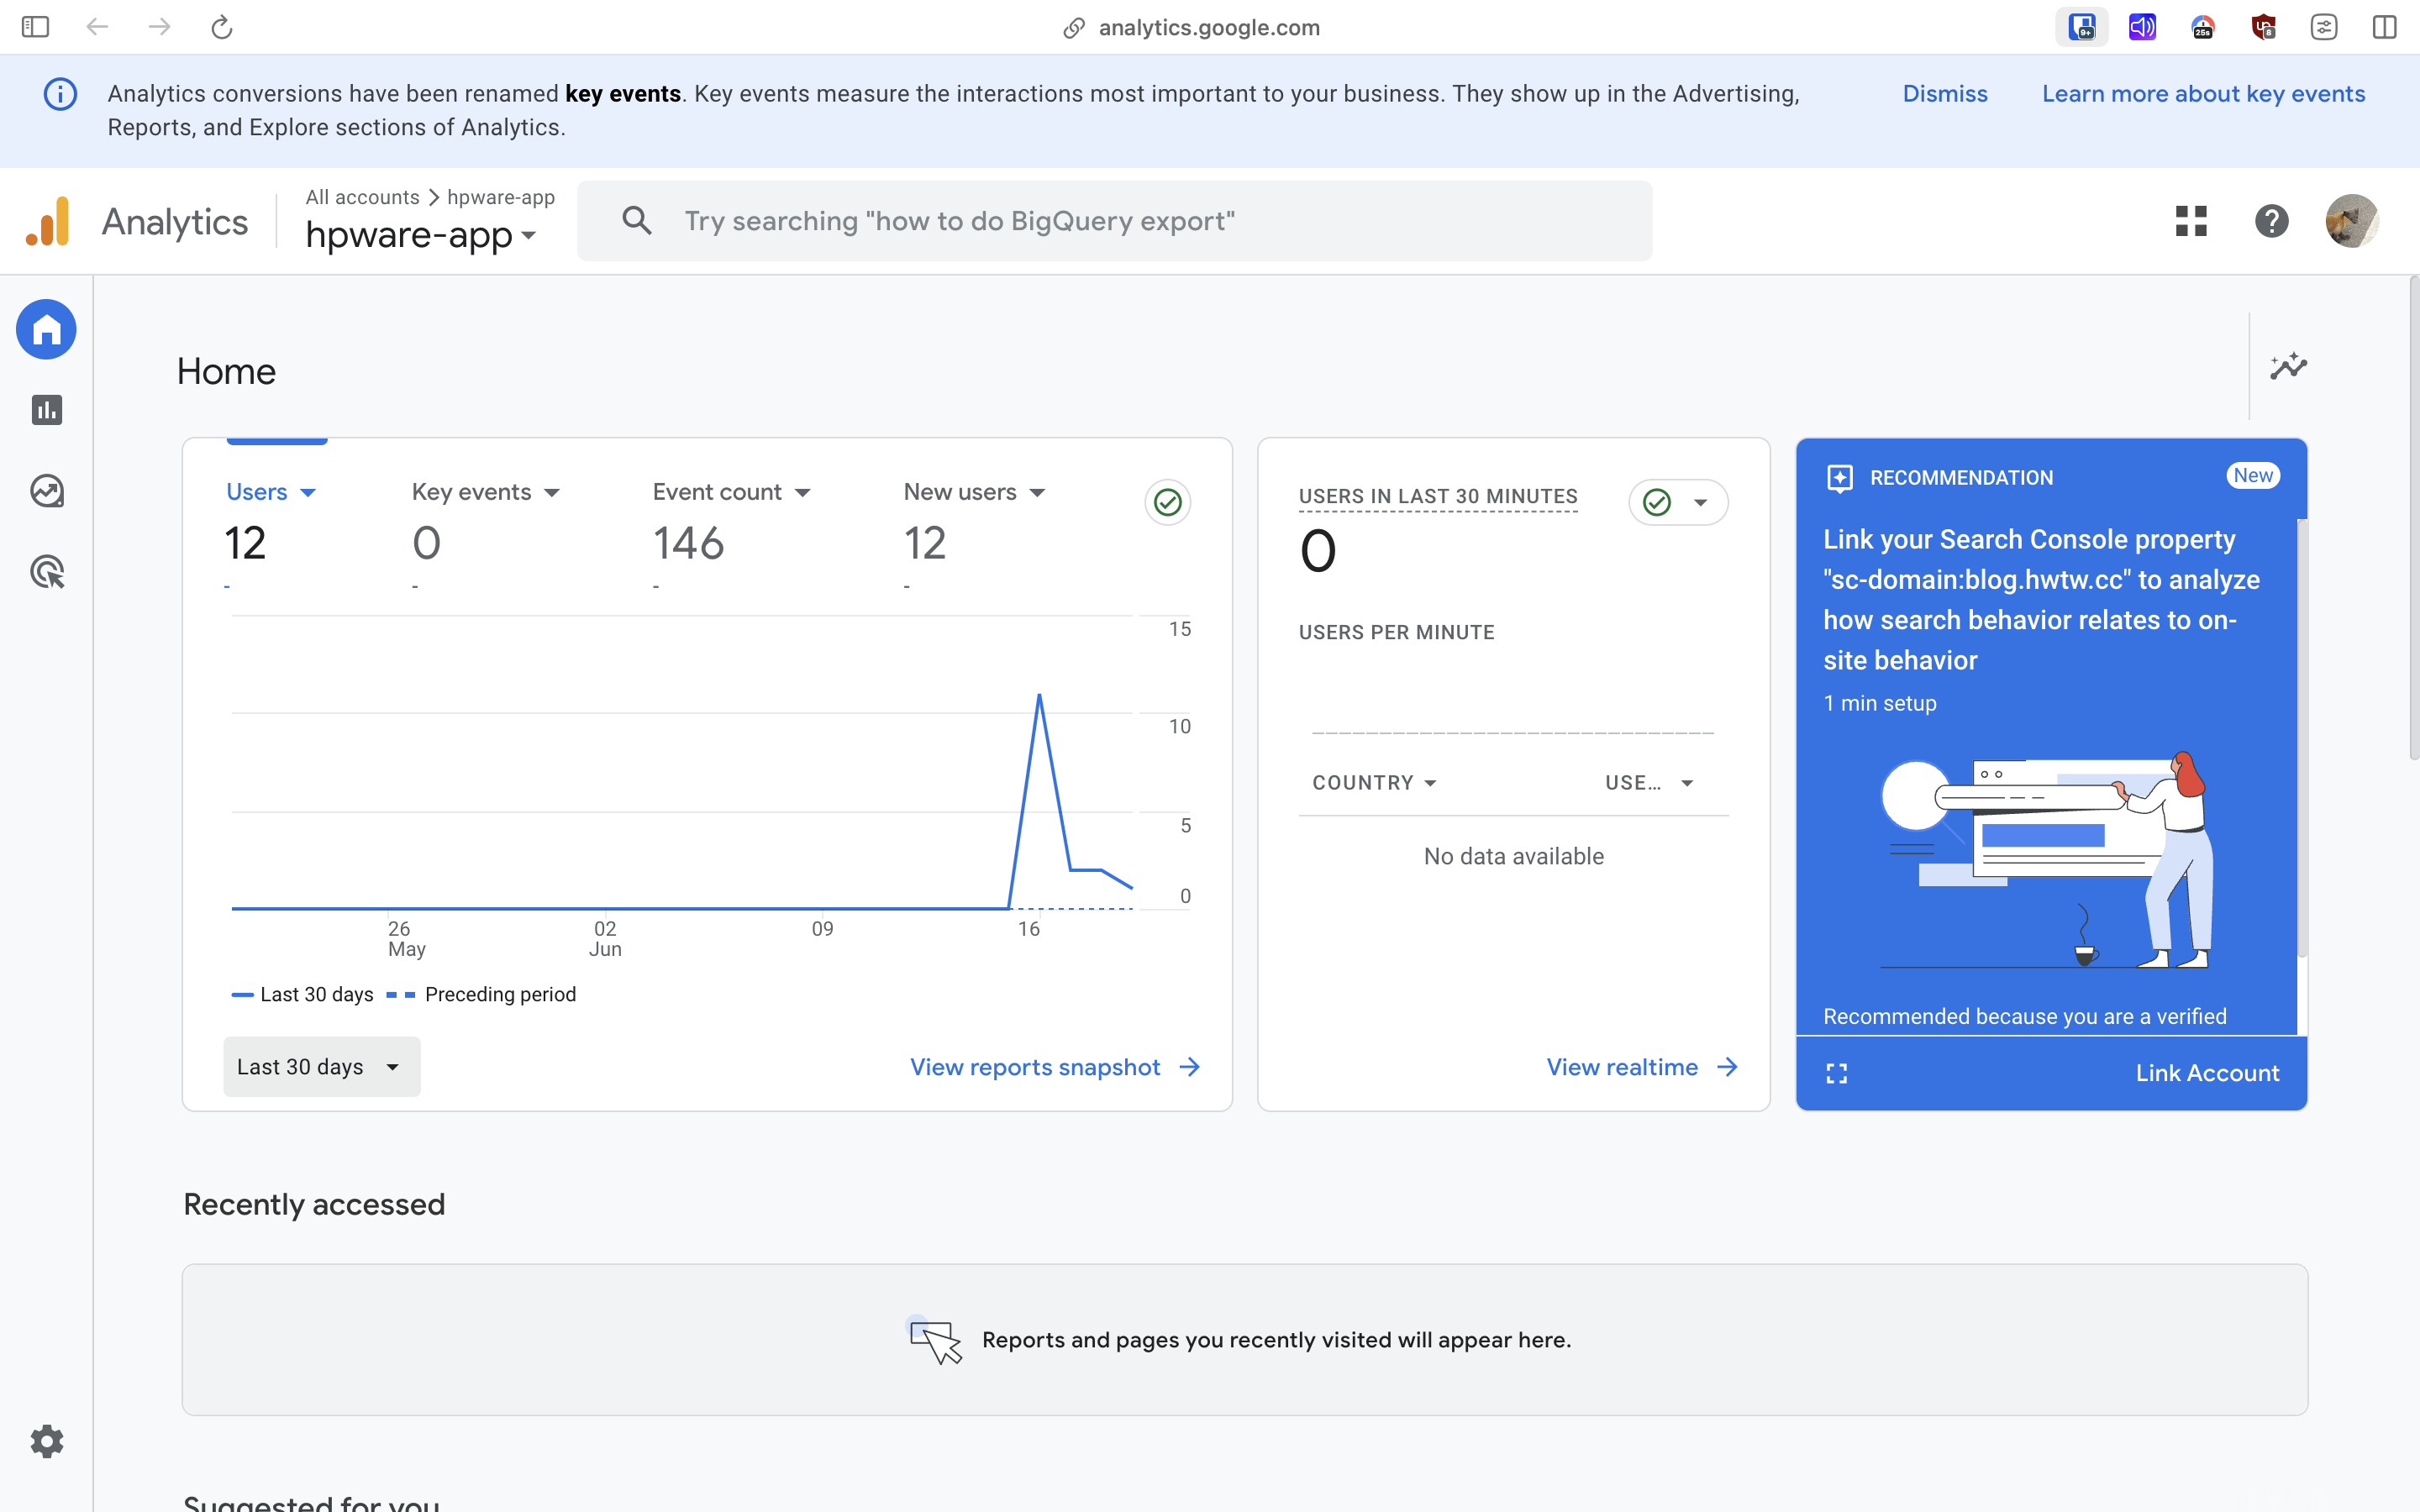 analytics.google.com
9+
25s
8
Analytics conversions have been renamed key events. Key events measure the interactions most important to your business. They show up in the Advertising,
Reports, and Explore sections of Analytics.
Dismiss
Learn more about key events
Analytics
All accounts > hpware-app
hpware-app
Try searching "how to do BigQuery export"
Home
Users
12
-
Key events
0
-
Event count
146
-
New users
12
-
15
10
5
0
26
May
02
Jun
09
16
Last 30 days
Preceding period
Last 30 days
View reports snapshot
USERS IN LAST 30 MINUTES
0
USERS PER MINUTE
COUNTRY
USE...
No data available
View realtime
RECOMMENDATION
New
Link your Search Console property
"sc-domain:blog.hwtw.cc" to analyze
how search behavior relates to on-
site behavior
1 min setup
Recommended because you are a verified
Link Account
Recently accessed
Reports and pages you recently visited will appear here.
Suggested for you